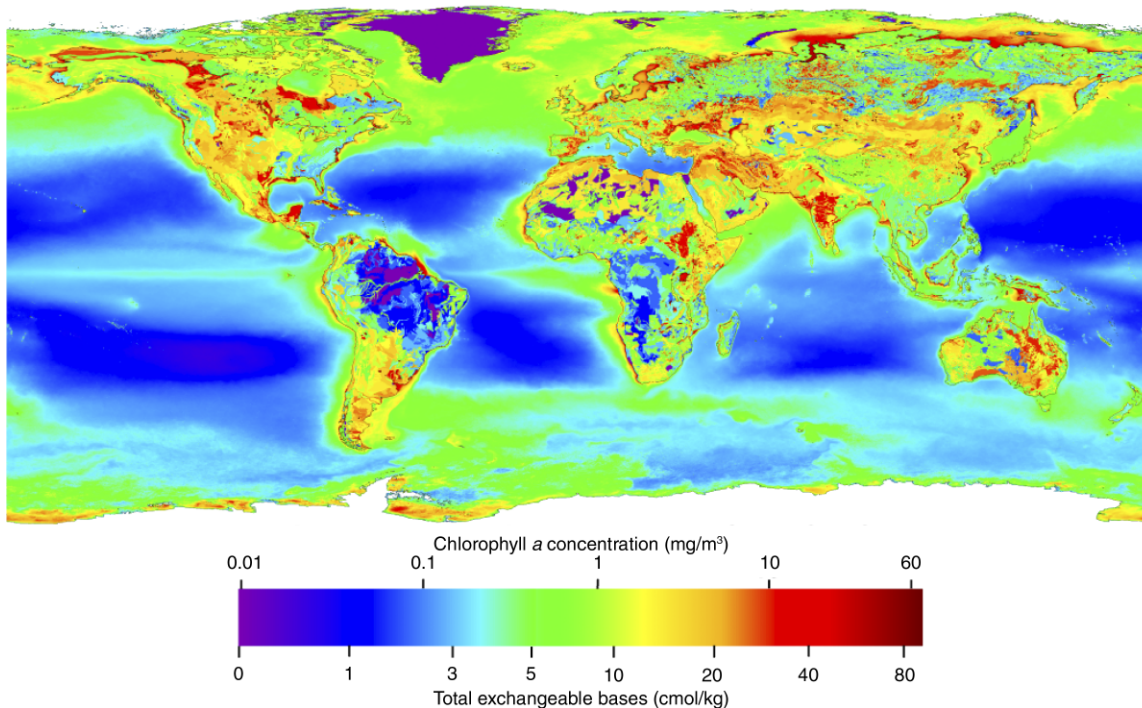 Chlorophyll a concentration (mg/m³)
0.01 0.1 1 10 60
0 1 3 5 10 20 40 80
Total exchangeable bases (cmol/kg)